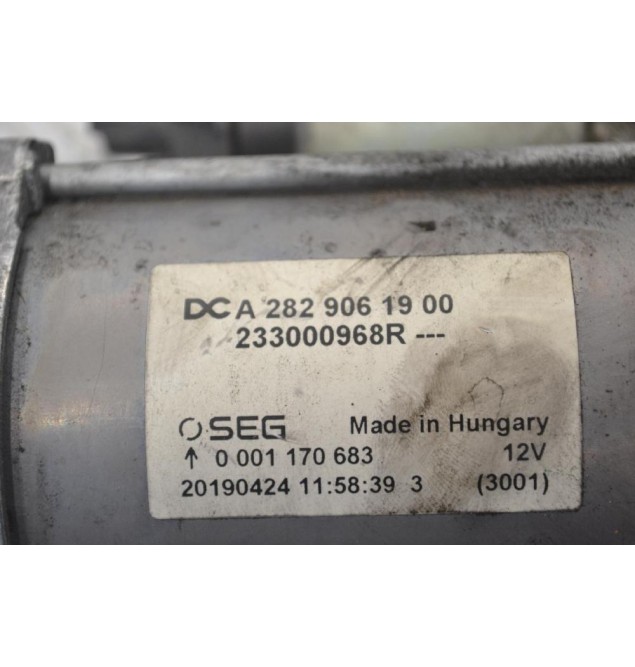 DC A 282 906 19 00
233000968R ---
SEG Made in Hungary
↑ 0 001 170 683 12V
20190424 11:58:39 3 (3001)